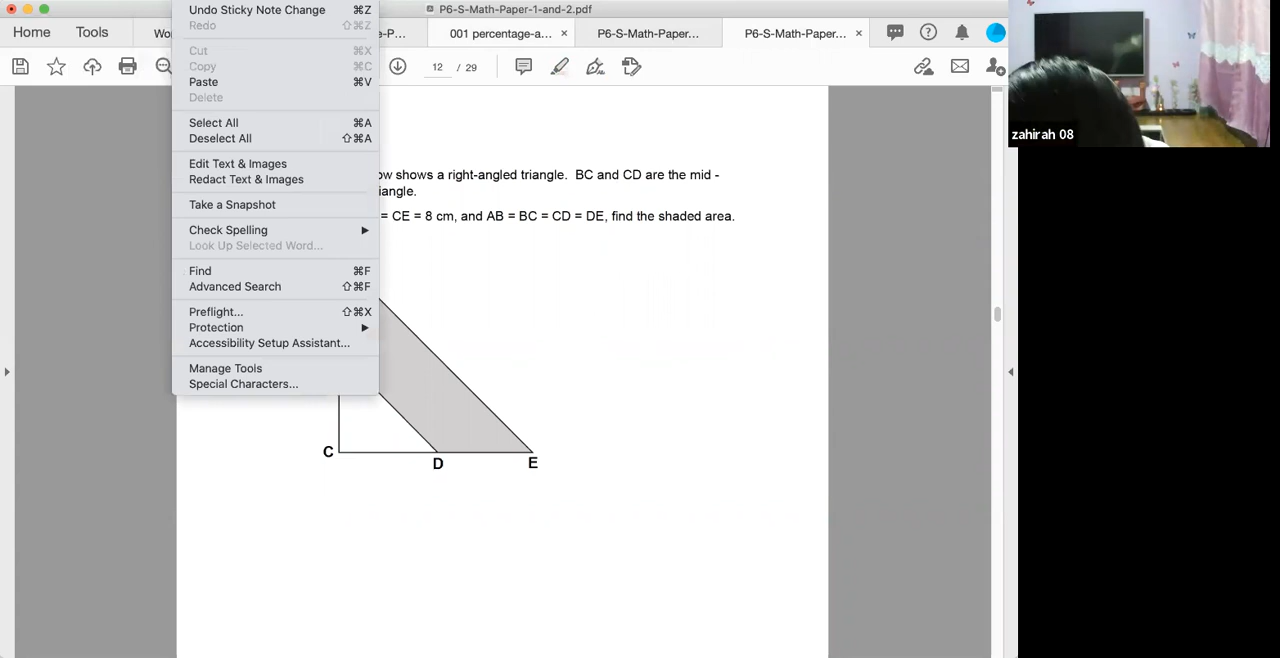 P6-S-Math-Paper-1-and-2.pdf
Home Tools Wor e-P... 001 percentage-a... × P6-S-Math-Paper... P6-S-Math-Paper... ×
12 / 29
Undo Sticky Note Change ⌘Z
Redo ⇧⌘Z
Cut ⌘X
Copy ⌘C
Paste ⌘V
Delete
Select All ⌘A
Deselect All ⇧⌘A
Edit Text & Images
Redact Text & Images
Take a Snapshot
Check Spelling
Look Up Selected Word...
Find ⌘F
Advanced Search ⇧⌘F
Preflight... ⇧⌘X
Protection
Accessibility Setup Assistant...
Manage Tools
Special Characters...
ow shows a right-angled triangle. BC and CD are the mid -
iangle.
= CE = 8 cm, and AB = BC = CD = DE, find the shaded area.
C
D
E
zahirah 08